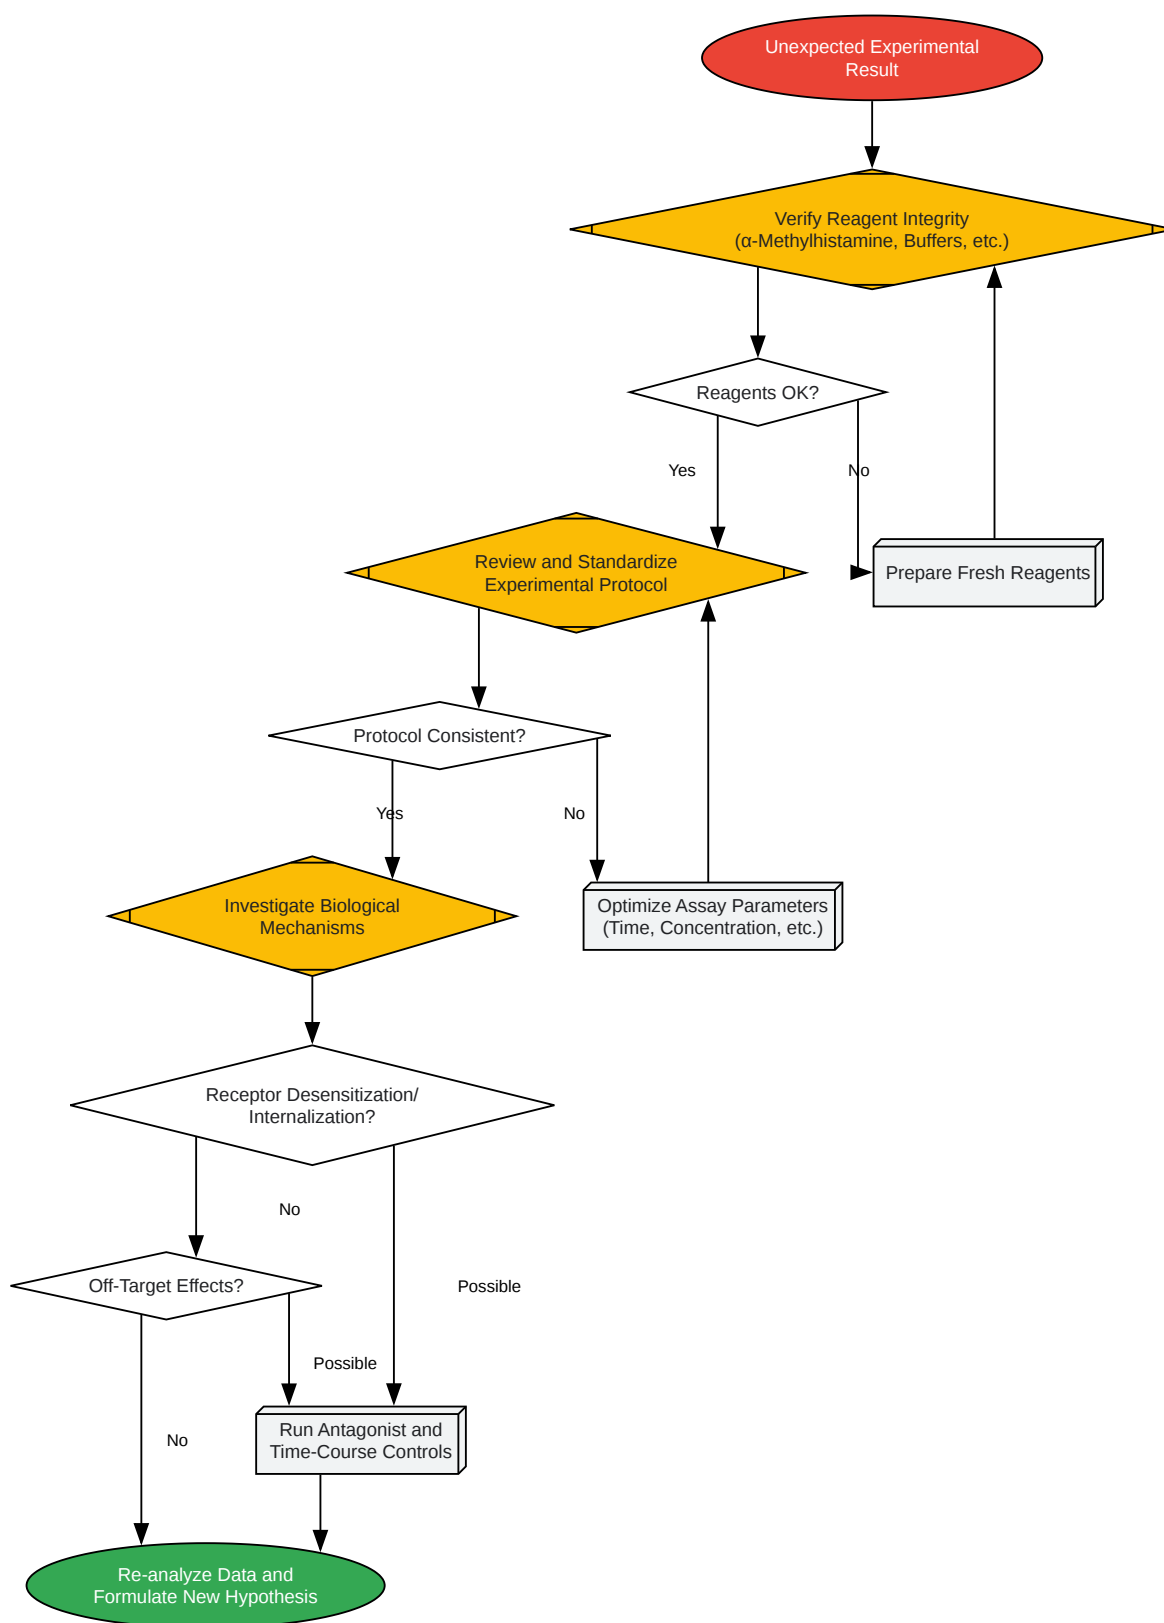 Unexpected Experimental
Result
Verify Reagent Integrity
(α-Methylhistamine, Buffers, etc.)
Reagents OK?
Yes
No
Review and Standardize
Experimental Protocol
Prepare Fresh Reagents
Protocol Consistent?
Yes
No
Investigate Biological
Mechanisms
Optimize Assay Parameters
(Time, Concentration, etc.)
Receptor Desensitization/
Internalization?
No
Off-Target Effects?
Possible
Possible
Run Antagonist and
Time-Course Controls
No
Re-analyze Data and
Formulate New Hypothesis